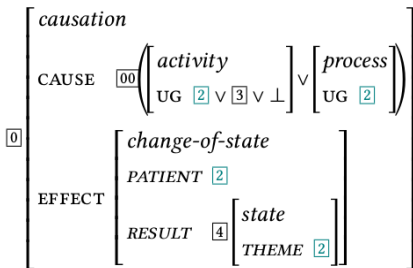 causation
CAUSE 00 ( [ activity ] ∨ [ process ] )
UG 2 ∨ 3 ∨ ⊥ UG 2
0
change-of-state
PATIENT 2
EFFECT
RESULT 4 [ state ]
THEME 2